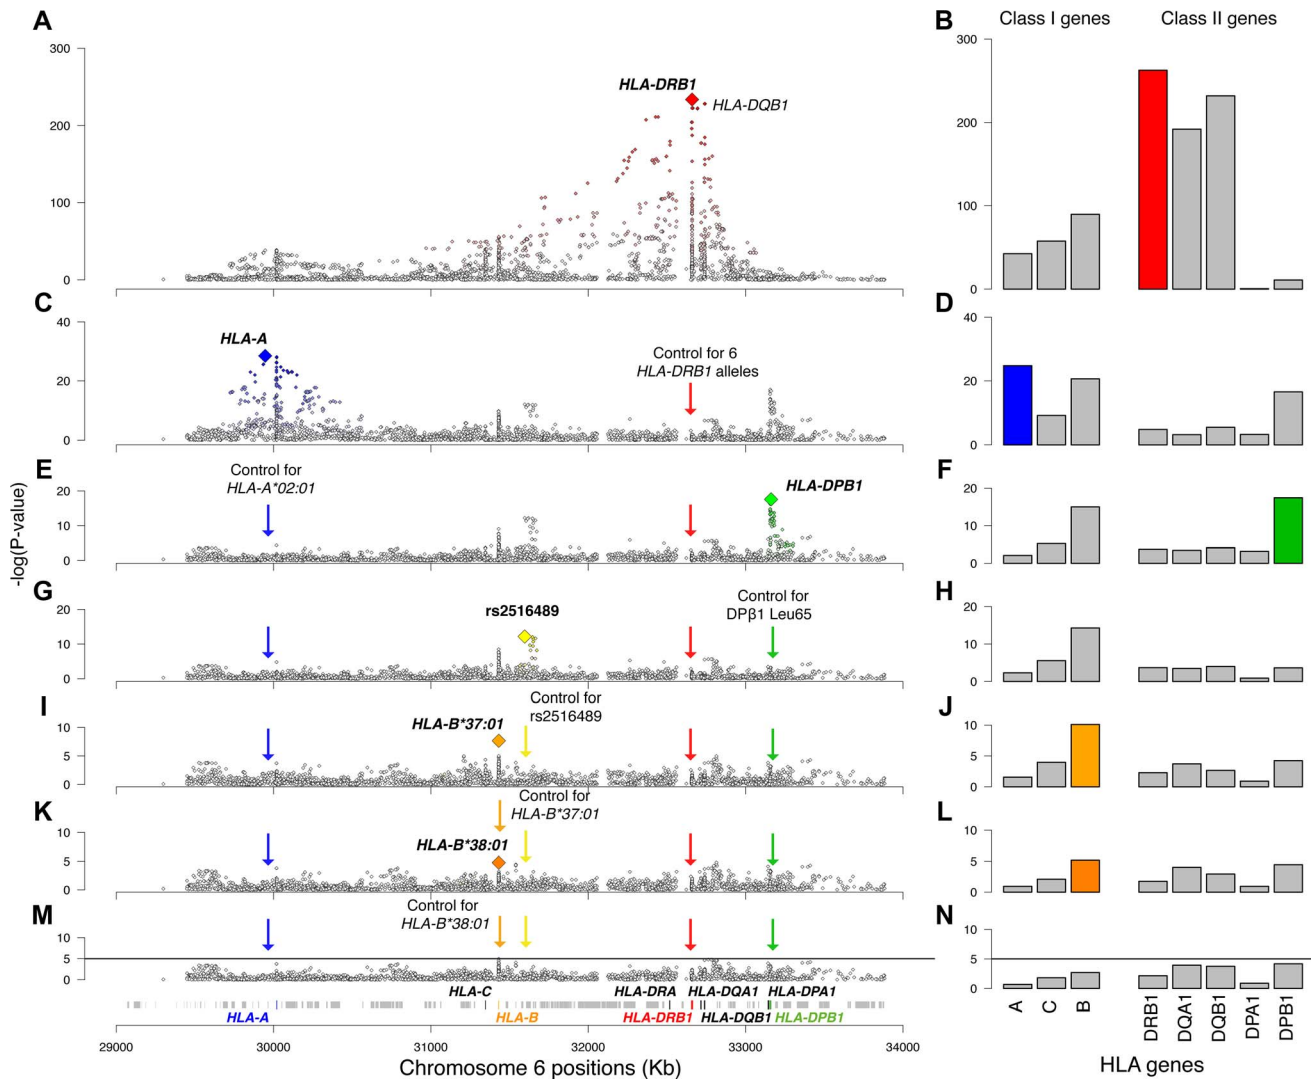 A
300
200
100
0
HLA-DRB1
HLA-DQB1
29000
30000
31000
32000
33000
34000
B
Class I genes
Class II genes
300
200
100
0
C
40
20
0
HLA-A
Control for 6
HLA-DRB1 alleles
D
40
20
0
E
20
10
0
Control for
HLA-A*02:01
HLA-DPB1
F
20
10
0
-log(P-value)
G
20
10
0
rs2516489
Control for
DPβ1 Leu65
H
20
10
0
I
10
5
0
HLA-B*37:01
Control for
rs2516489
J
10
5
0
K
10
5
0
Control for
HLA-B*37:01
HLA-B*38:01
L
10
5
0
M
10
5
0
Control for
HLA-B*38:01
N
10
5
0
HLA-C
HLA-DRA
HLA-DQA1
HLA-DPA1
HLA-A
HLA-B
HLA-DRB1
HLA-DQB1
HLA-DPB1
29000
30000
31000
32000
33000
34000
Chromosome 6 positions (Kb)
A
C
B
DRB1
DQA1
DQB1
DPA1
DPB1
HLA genes